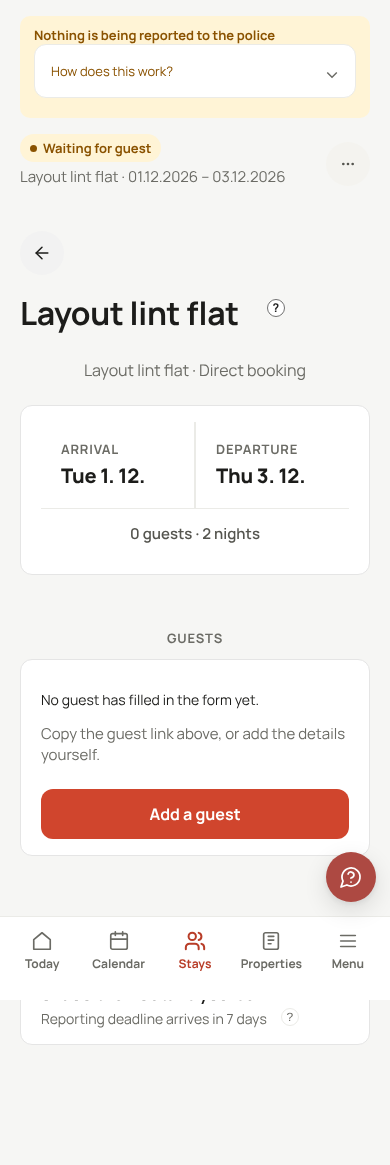 Nothing is being reported to the police
How does this work?
Waiting for guest
Layout lint flat · 01.12.2026 – 03.12.2026
Layout lint flat ?
Layout lint flat · Direct booking
ARRIVAL DEPARTURE
Tue 1. 12. Thu 3. 12.
0 guests · 2 nights
GUESTS
No guest has filled in the form yet.
Copy the guest link above, or add the details
yourself.
Add a guest
Today Calendar Stays Properties Menu
Reporting deadline arrives in 7 days ?